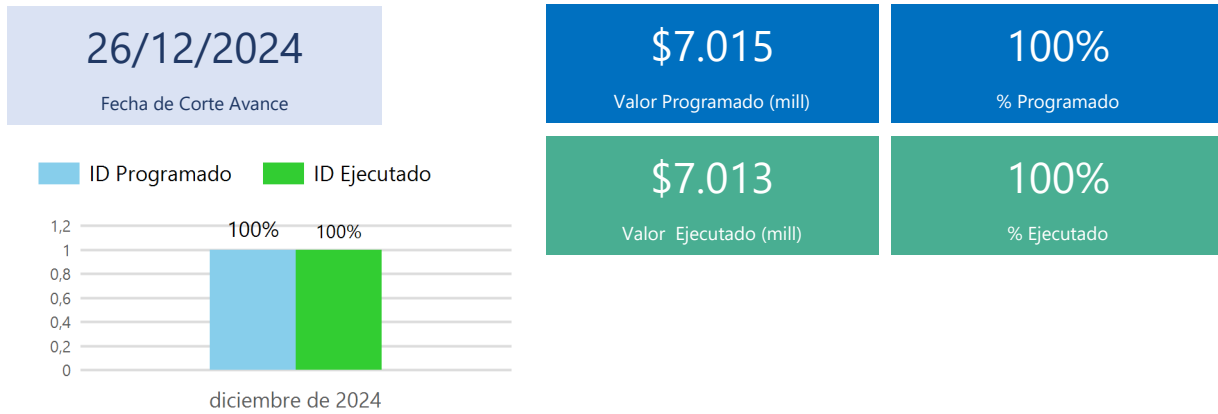 26/12/2024
Fecha de Corte Avance
$7.015
Valor Programado (mill)
100%
% Programado
$7.013
Valor  Ejecutado (mill)
100%
% Ejecutado
ID Programado
ID Ejecutado
100%
100%
1,2
1
0,8
0,6
0,4
0,2
0
diciembre de 2024